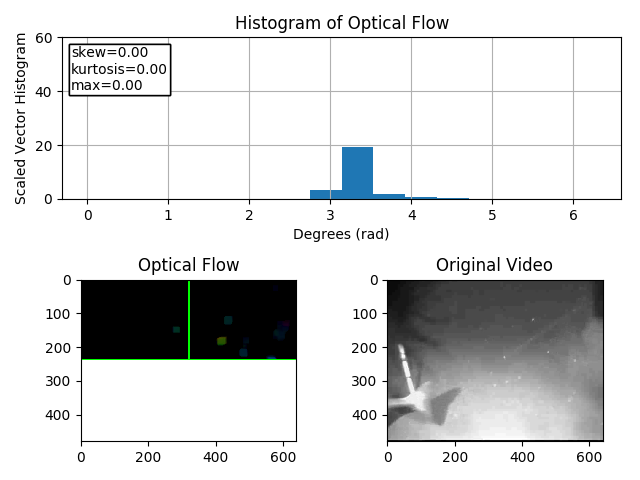 Histogram of Optical Flow
Scaled Vector Histogram
60
40
20
0
skew=0.00
kurtosis=0.00
max=0.00
0 1 2 3 4 5 6
Degrees (rad)
Optical Flow
0
100
200
300
400
0 200 400 600
Original Video
0
100
200
300
400
0 200 400 600